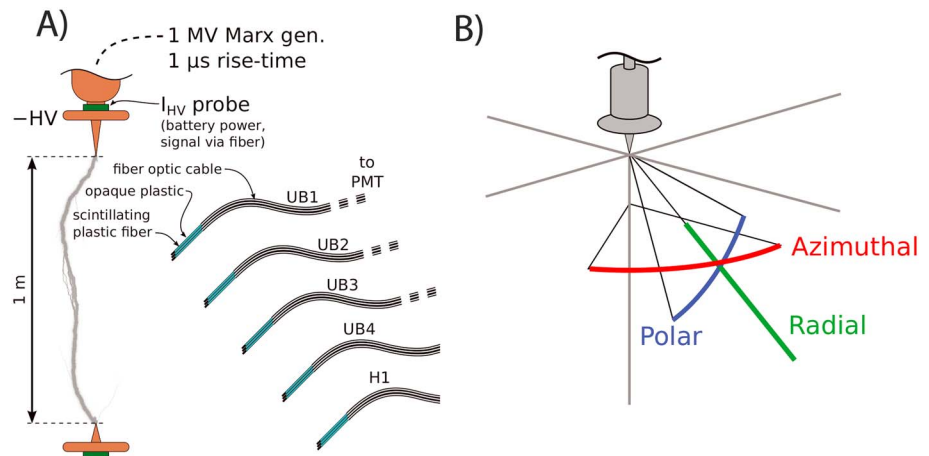 A)
1 MV Marx gen.
1 μs rise-time
I_HV probe
(battery power,
signal via fiber)
−HV
fiber optic cable
opaque plastic
scintillating
plastic fiber
to
PMT
UB1
UB2
UB3
UB4
H1
1 m
B)
Azimuthal
Radial
Polar